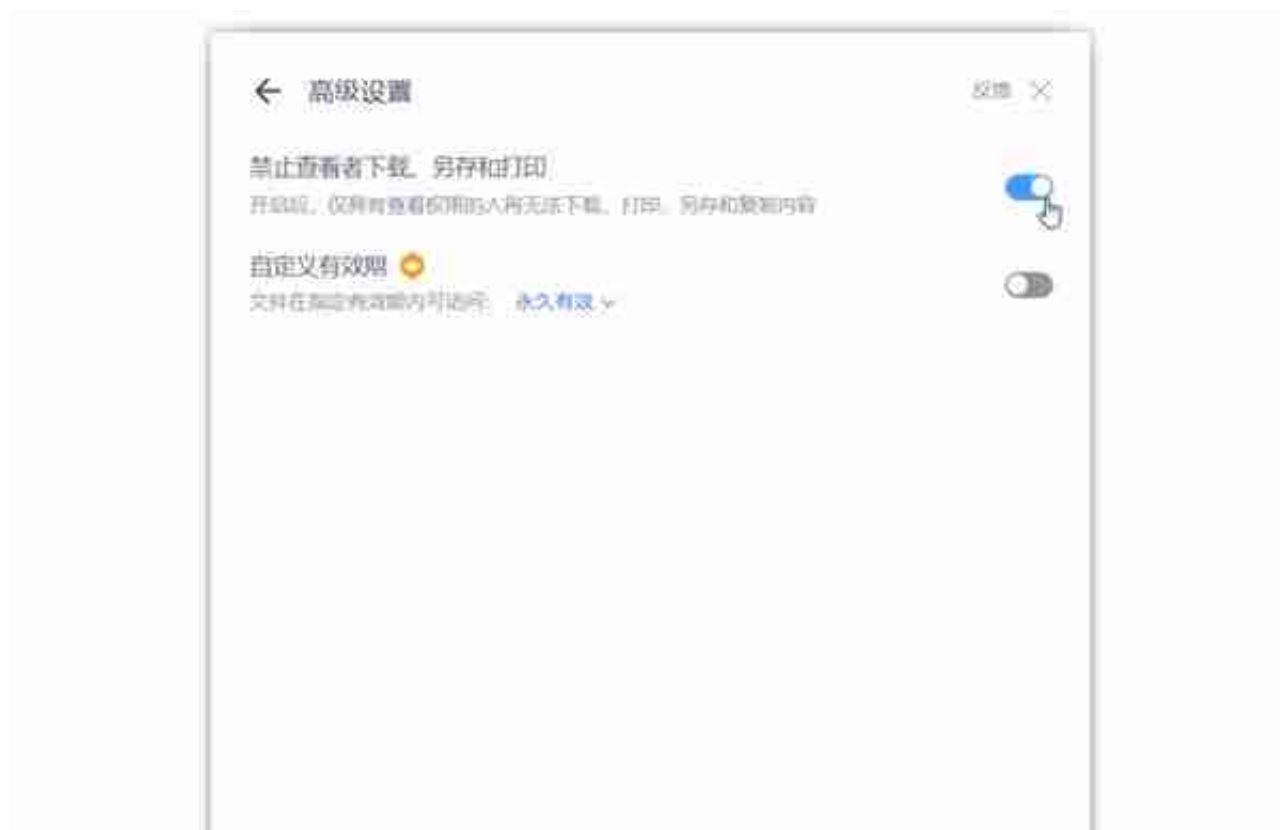 高级设置
反馈
禁止查看者下载、另存和打印
开启后，仅拥有查看权限的人将无法下载、打印、另存和复制内容
自定义有效期
文件在指定有效期内可访问： 永久有效